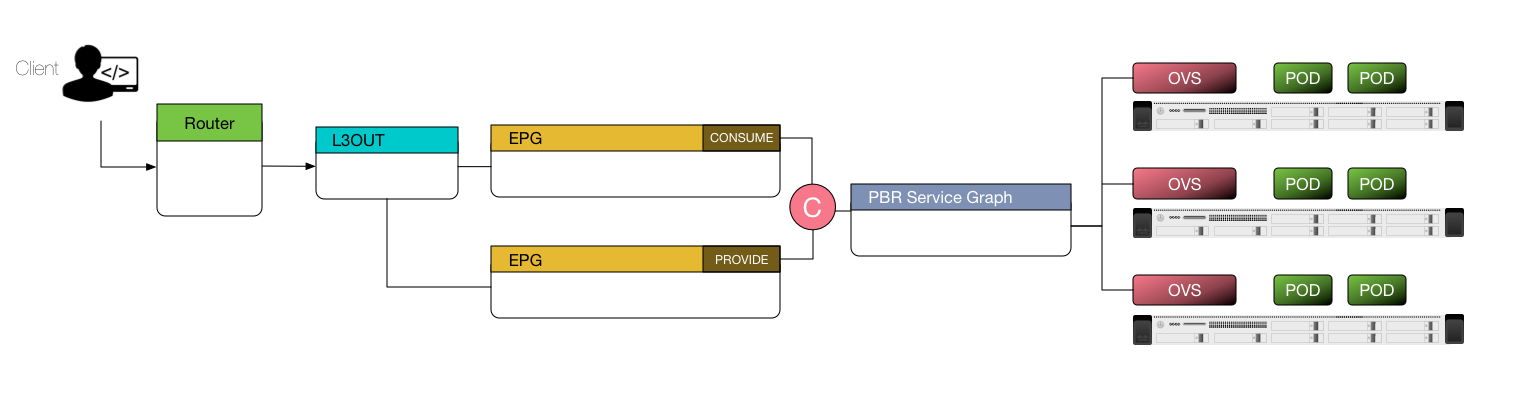 Client
</>
Router
L3OUT
EPG
CONSUME
EPG
PROVIDE
C
PBR Service Graph
OVS
POD
POD
OVS
POD
POD
OVS
POD
POD